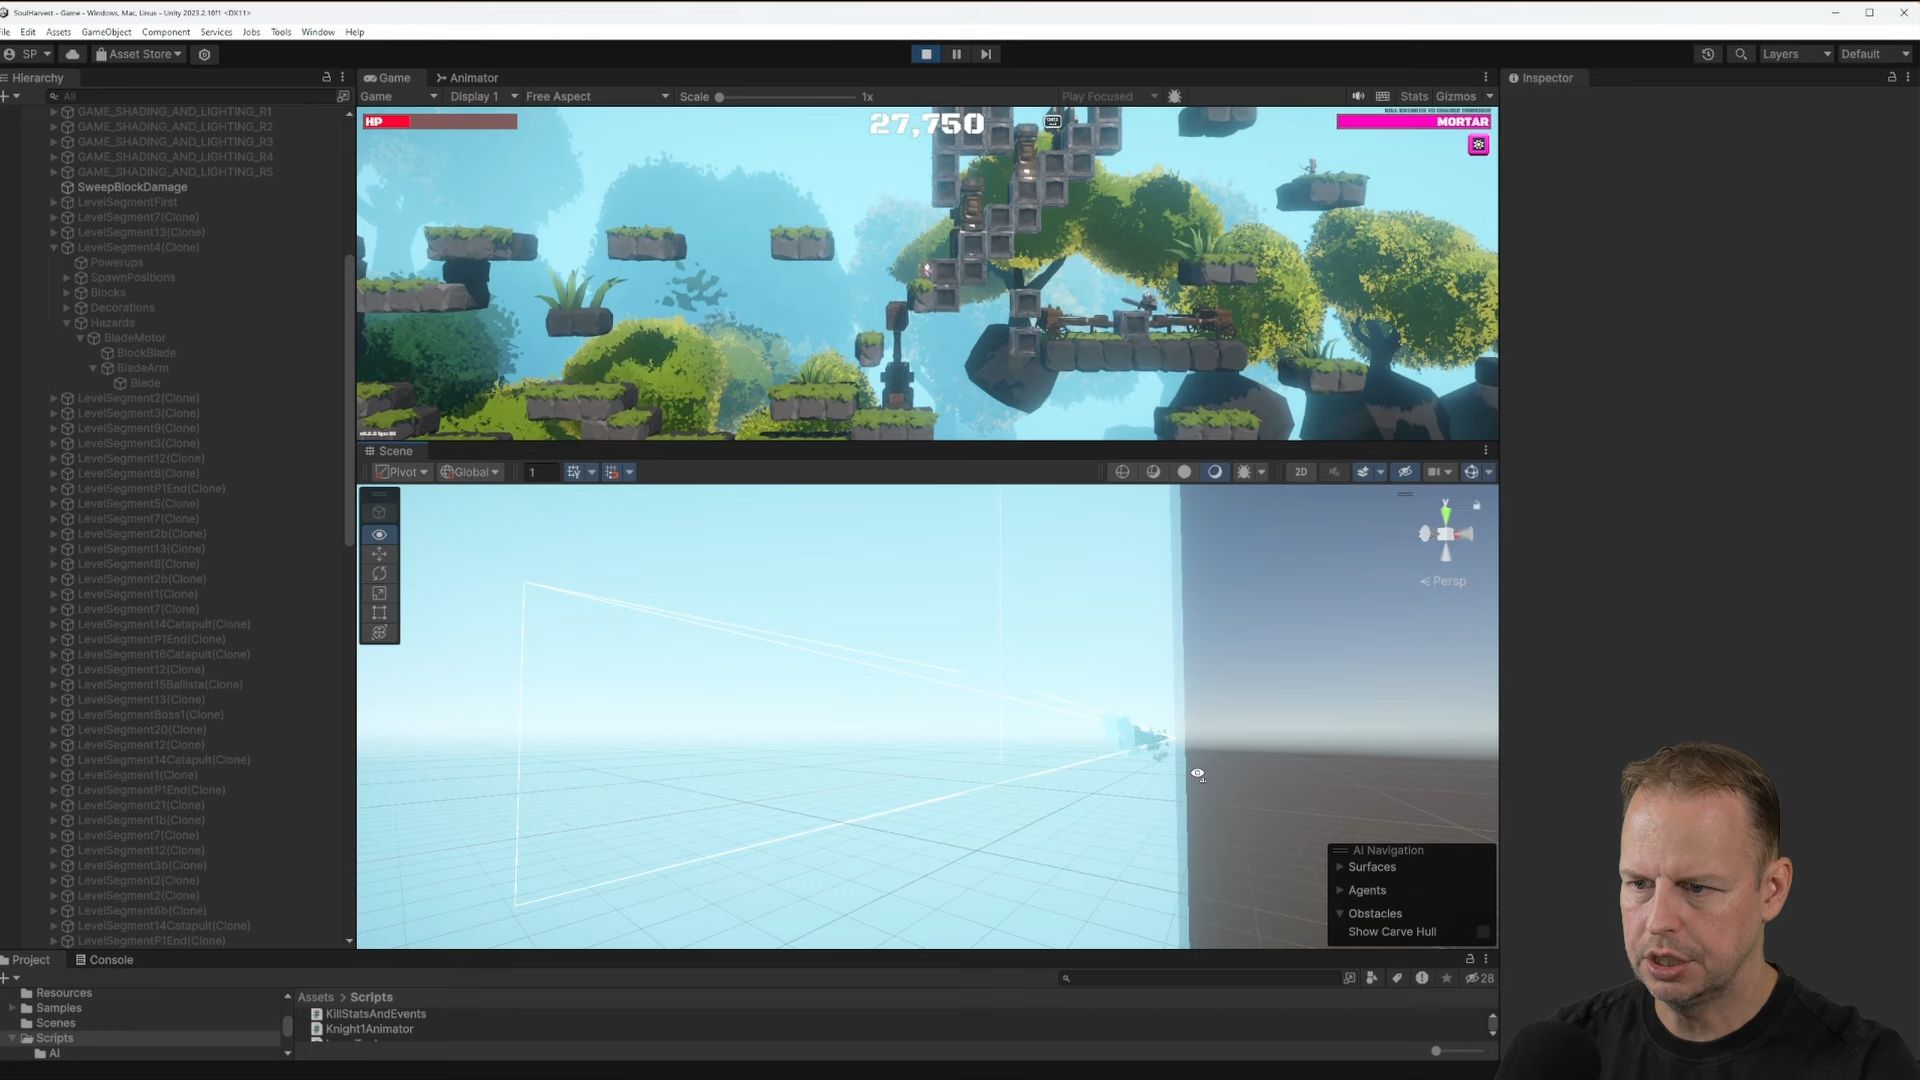 SoulHarvest - Game - Windows, Mac, Linux - Unity 2023.2.16f1 <DX11>
File Edit Assets GameObject Component Services Jobs Tools Window Help
SP Asset Store Layers Default
Hierarchy
All
GAME_SHADING_AND_LIGHTING_R1
GAME_SHADING_AND_LIGHTING_R2
GAME_SHADING_AND_LIGHTING_R3
GAME_SHADING_AND_LIGHTING_R4
GAME_SHADING_AND_LIGHTING_R5
SweepBlockDamage
LevelSegmentFirst
LevelSegment7(Clone)
LevelSegment13(Clone)
LevelSegment4(Clone)
Powerups
SpawnPositions
Blocks
Decorations
Hazards
BladeMotor
BlockBlade
BladeArm
Blade
LevelSegment2(Clone)
LevelSegment3(Clone)
LevelSegment9(Clone)
LevelSegment3(Clone)
LevelSegment12(Clone)
LevelSegment8(Clone)
LevelSegmentP1End(Clone)
LevelSegment5(Clone)
LevelSegment7(Clone)
LevelSegment2b(Clone)
LevelSegment13(Clone)
LevelSegment8(Clone)
LevelSegment2b(Clone)
LevelSegment1(Clone)
LevelSegment7(Clone)
LevelSegment14Catapult(Clone)
LevelSegmentP1End(Clone)
LevelSegment16Catapult(Clone)
LevelSegment12(Clone)
LevelSegment15Ballista(Clone)
LevelSegment13(Clone)
LevelSegmentBoss1(Clone)
LevelSegment20(Clone)
LevelSegment12(Clone)
LevelSegment14Catapult(Clone)
LevelSegment1(Clone)
LevelSegmentP1End(Clone)
LevelSegment21(Clone)
LevelSegment1b(Clone)
LevelSegment7(Clone)
LevelSegment12(Clone)
LevelSegment3b(Clone)
LevelSegment2(Clone)
LevelSegment2(Clone)
LevelSegment6b(Clone)
LevelSegment14Catapult(Clone)
LevelSegmentP1End(Clone)
Game Animator
Game Display 1 Free Aspect Scale 1x Play Focused Stats Gizmos
HP 27,750 KILL ENEMIES TO CHARGE POWERUP
MORTAR
Scene
Pivot Global 1 2D
y
Persp
AI Navigation
Surfaces
Agents
Obstacles
Show Carve Hull
Inspector
Project Console
28
Resources
Samples
Scenes
Scripts
AI
Assets > Scripts
KillStatsAndEvents
Knight1Animator